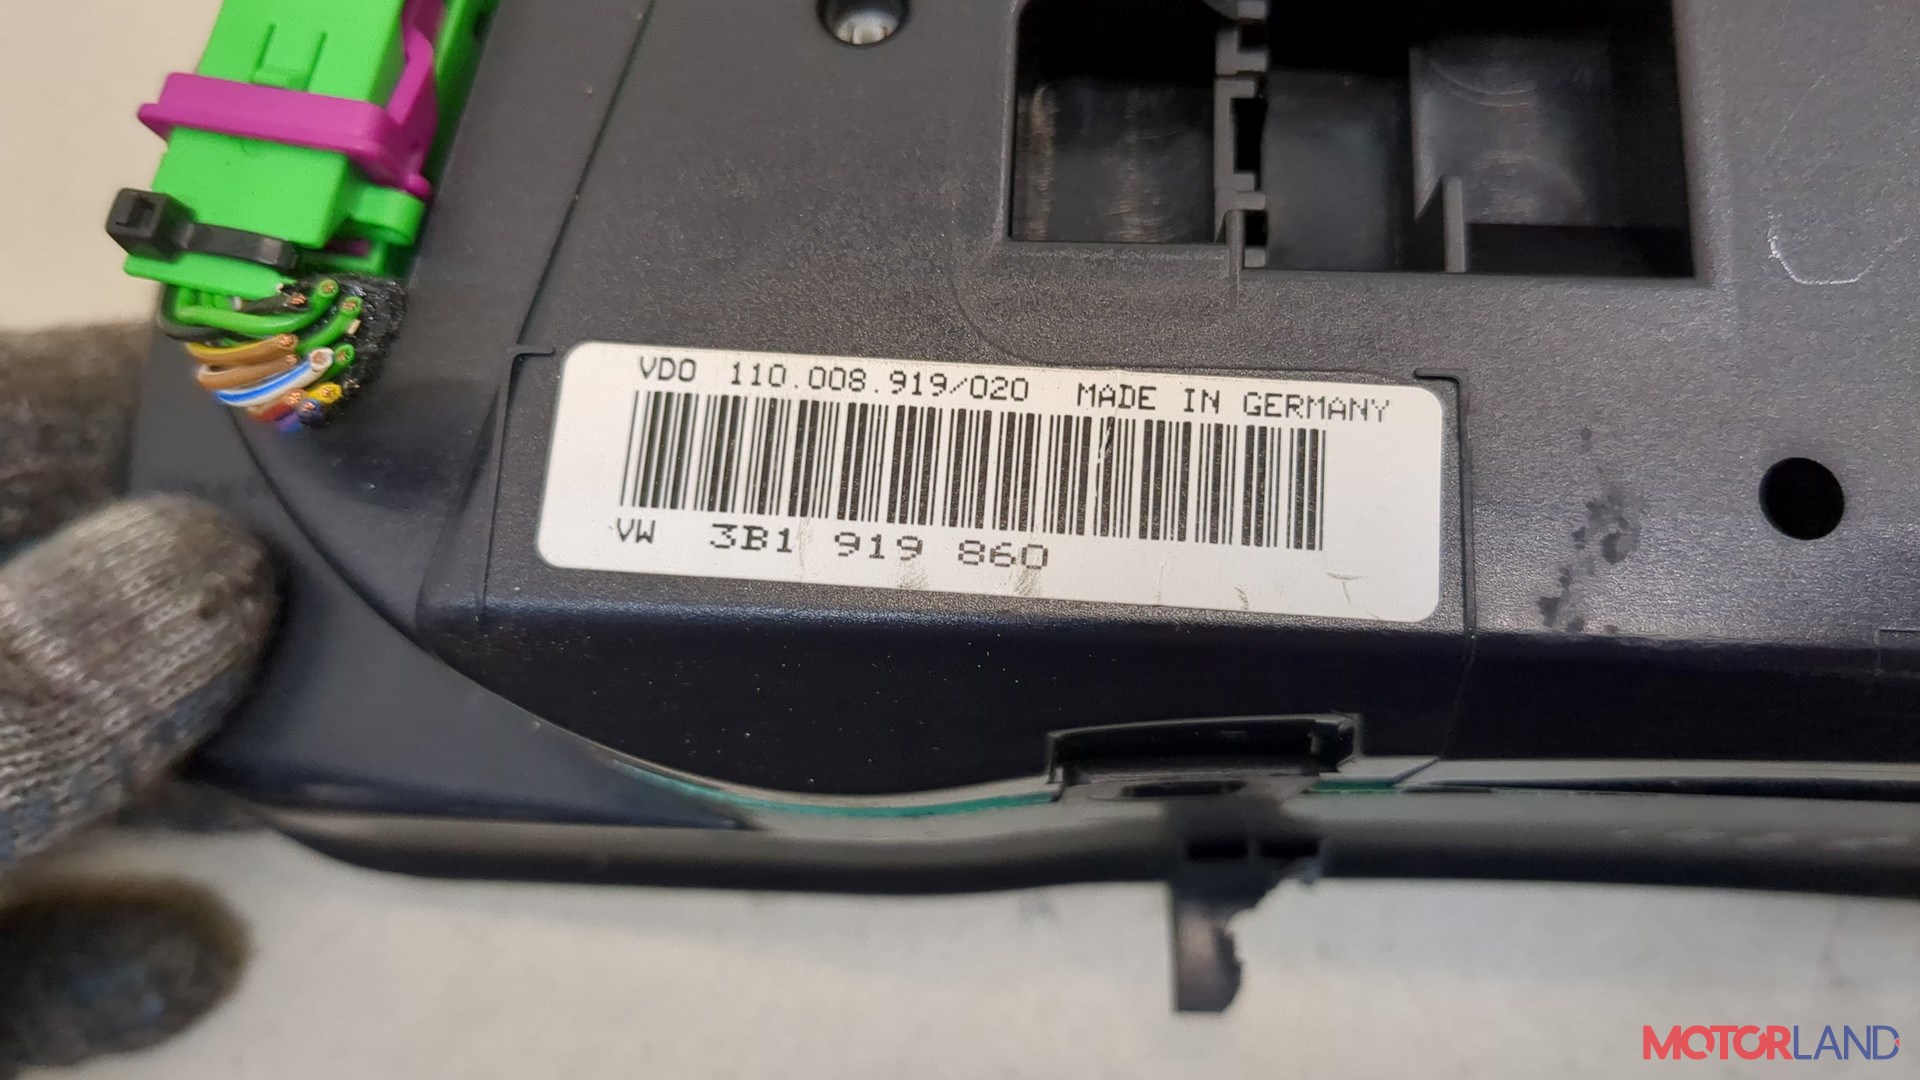 VDO 110.008.919/020 MADE IN GERMANY
VW 3B1 919 860
MOTORLAND